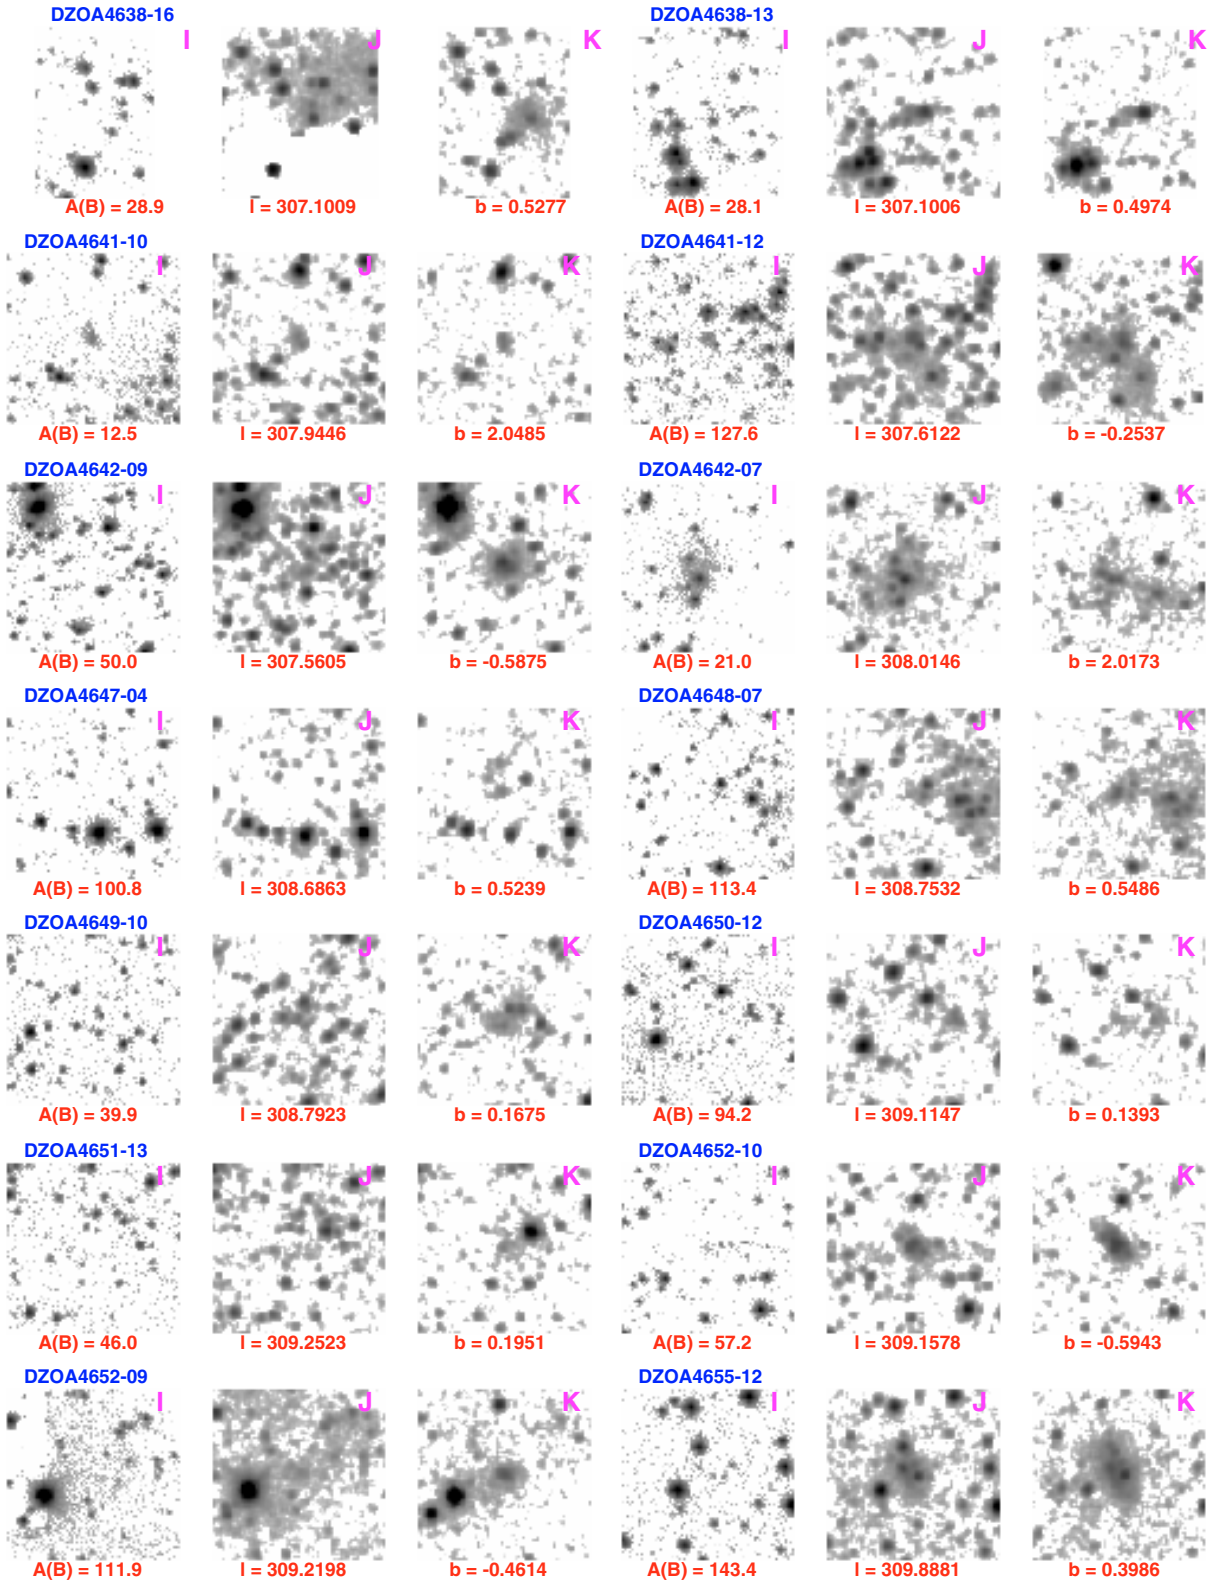 DZOA4638-16 DZOA4638-13
I J K I J K
A(B) = 28.9 l = 307.1009 b = 0.5277 A(B) = 28.1 l = 307.1006 b = 0.4974
DZOA4641-10 DZOA4641-12
I J K I J K
A(B) = 12.5 l = 307.9446 b = 2.0485 A(B) = 127.6 l = 307.6122 b = -0.2537
DZOA4642-09 DZOA4642-07
I J K I J K
A(B) = 50.0 l = 307.5605 b = -0.5875 A(B) = 21.0 l = 308.0146 b = 2.0173
DZOA4647-04 DZOA4648-07
I J K I J K
A(B) = 100.8 l = 308.6863 b = 0.5239 A(B) = 113.4 l = 308.7532 b = 0.5486
DZOA4649-10 DZOA4650-12
I J K I J K
A(B) = 39.9 l = 308.7923 b = 0.1675 A(B) = 94.2 l = 309.1147 b = 0.1393
DZOA4651-13 DZOA4652-10
I J K I J K
A(B) = 46.0 l = 309.2523 b = 0.1951 A(B) = 57.2 l = 309.1578 b = -0.5943
DZOA4652-09 DZOA4655-12
I J K I J K
A(B) = 111.9 l = 309.2198 b = -0.4614 A(B) = 143.4 l = 309.8881 b = 0.3986